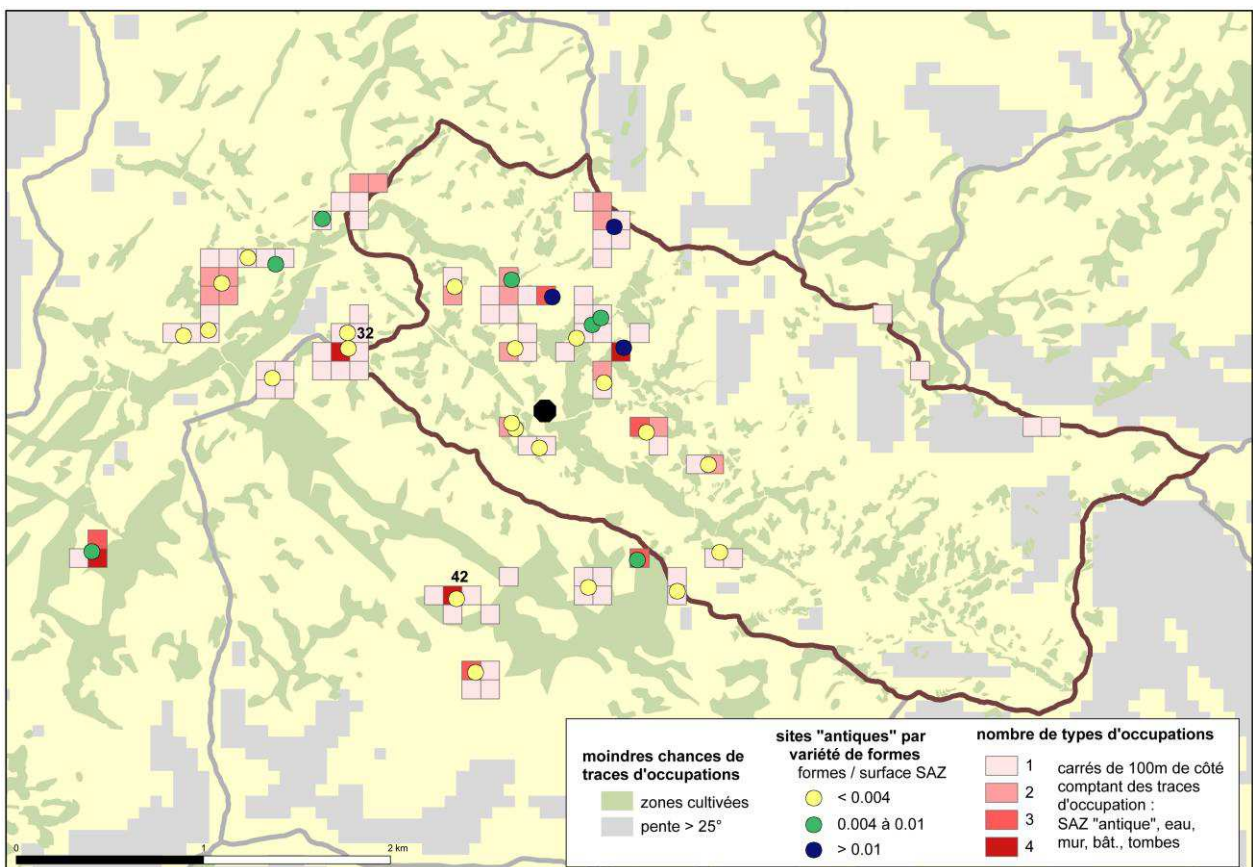 32
42
moindres chances de
traces d'occupations
zones cultivées
pente > 25°
sites "antiques" par
variété de formes
formes / surface SAZ
< 0.004
0.004 à 0.01
> 0.01
nombre de types d'occupations
1
2
3
4
carrés de 100m de côté
comptant des traces
d'occupation :
SAZ "antique", eau,
mur, bât., tombes
0 1 2 km